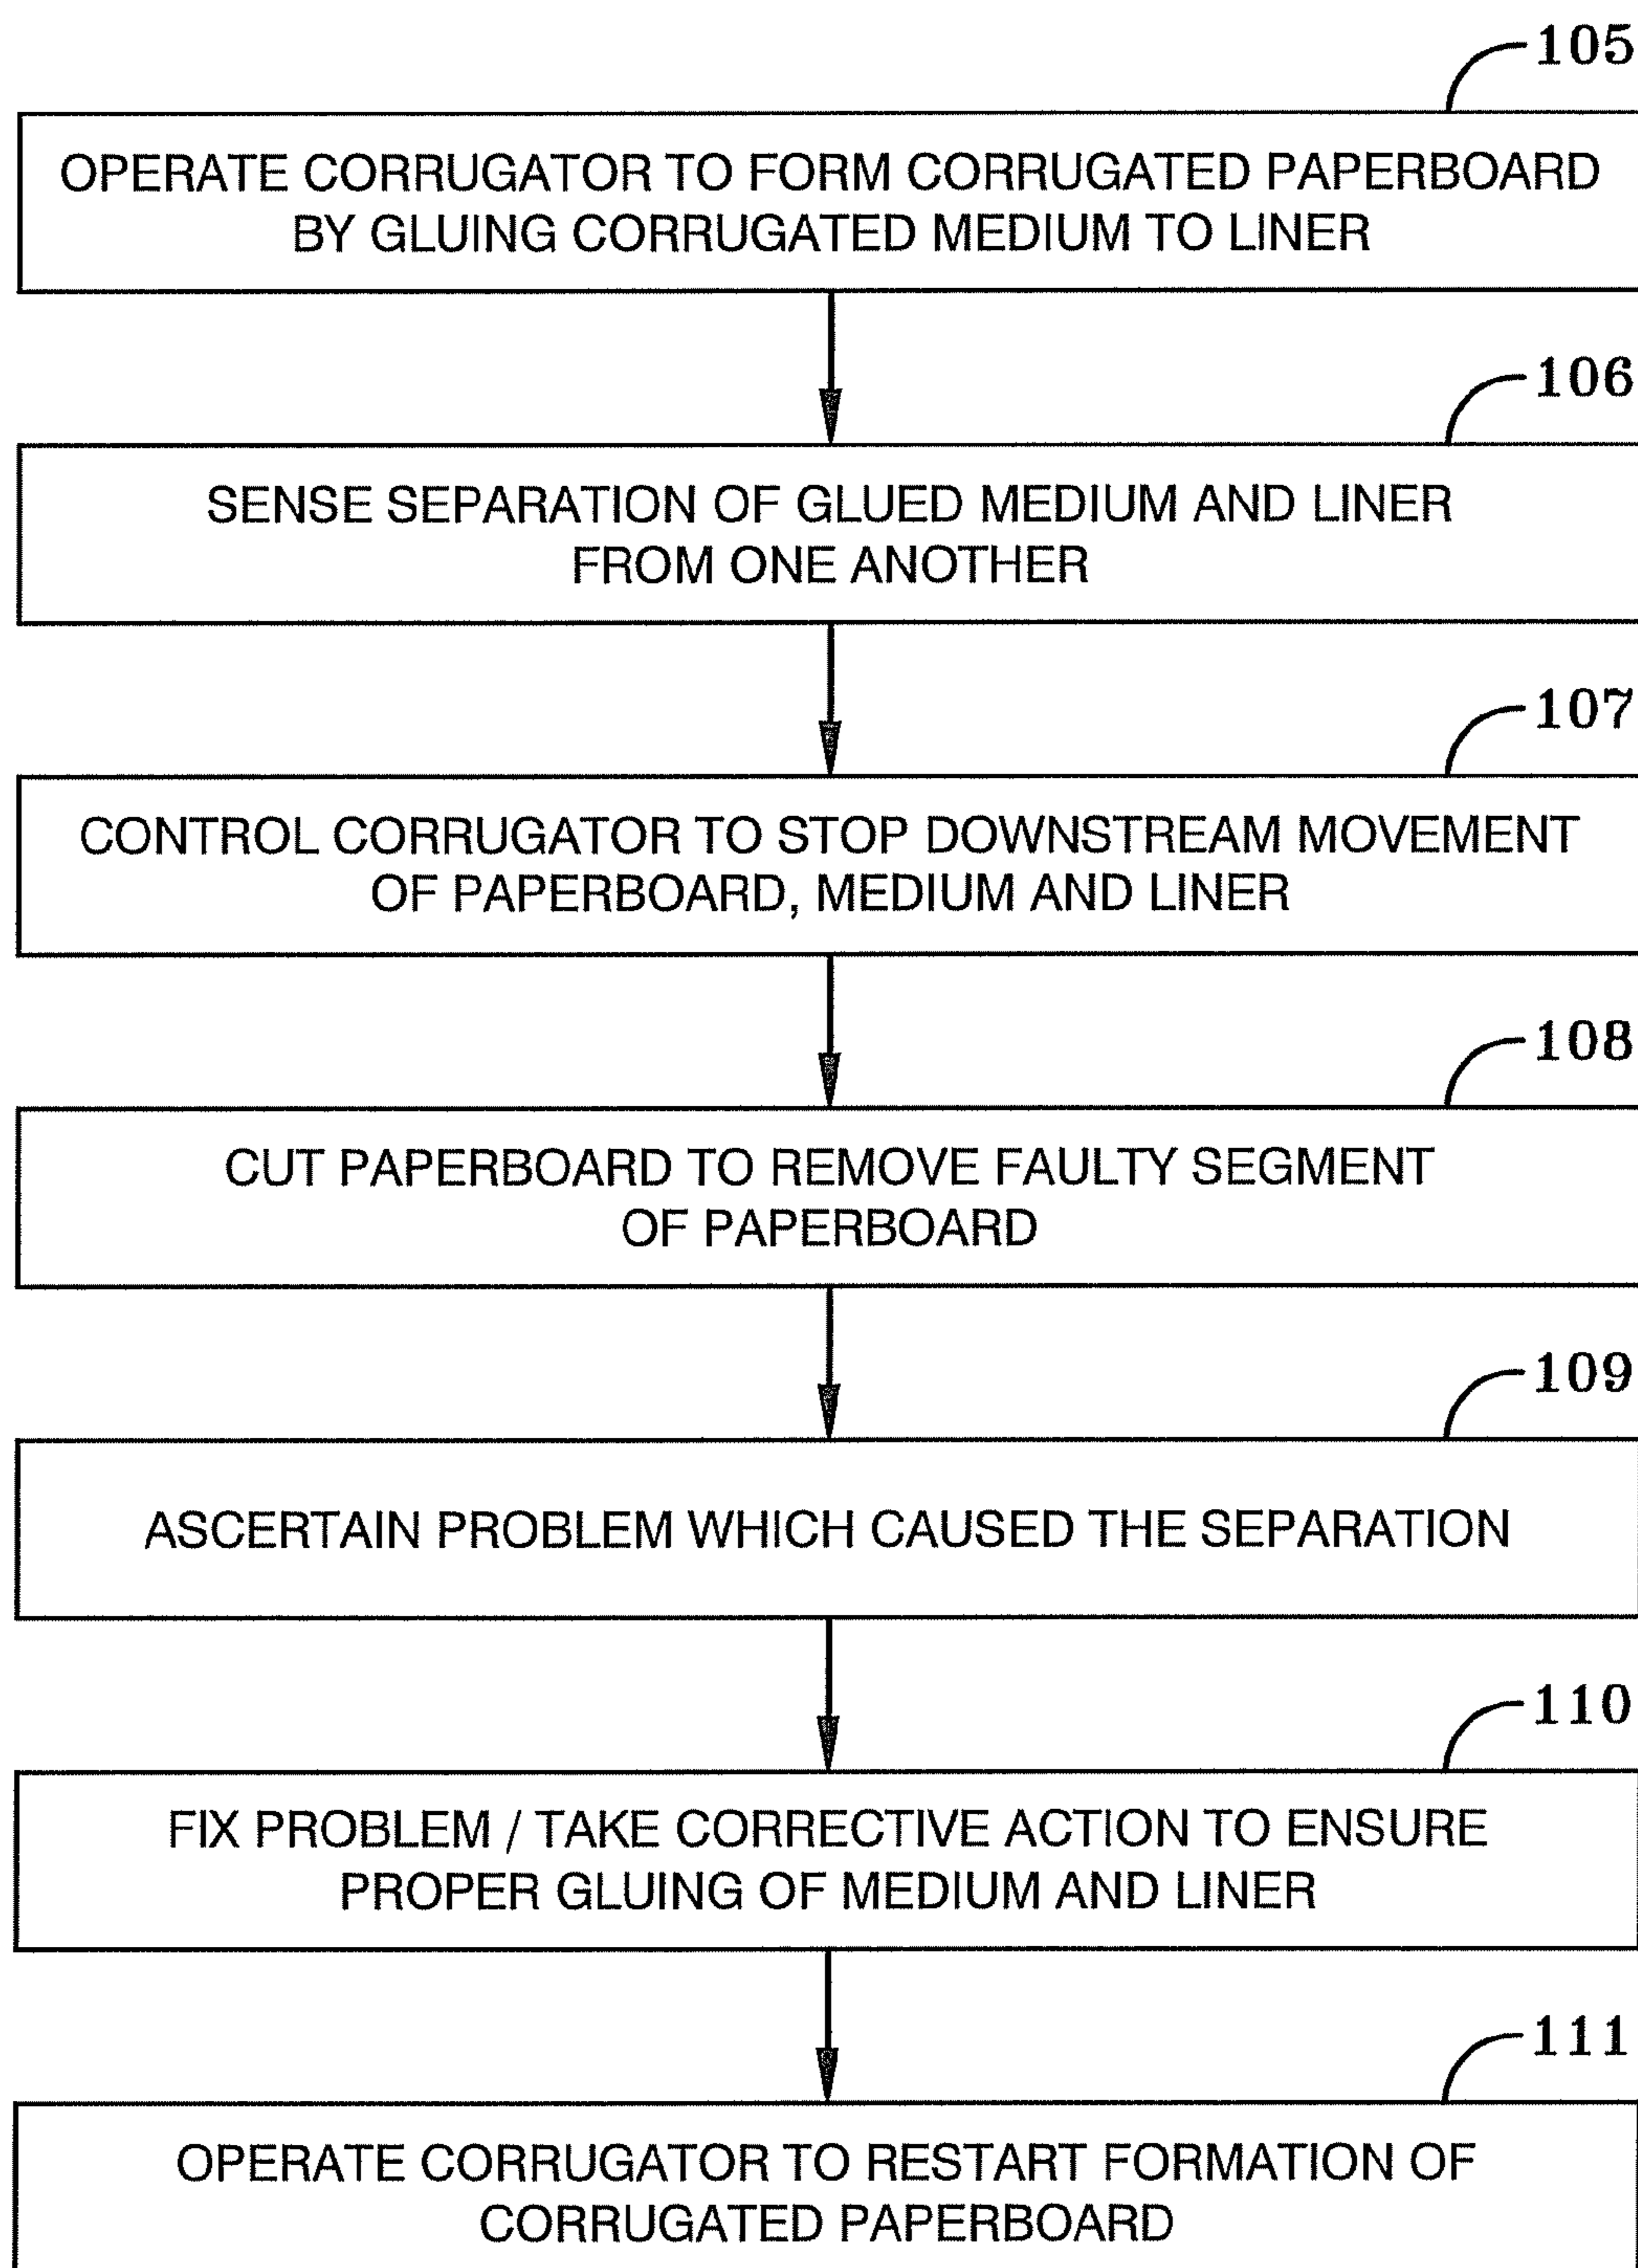 105
OPERATE CORRUGATOR TO FORM CORRUGATED PAPERBOARD
BY GLUING CORRUGATED MEDIUM TO LINER
106
SENSE SEPARATION OF GLUED MEDIUM AND LINER
FROM ONE ANOTHER
107
CONTROL CORRUGATOR TO STOP DOWNSTREAM MOVEMENT
OF PAPERBOARD, MEDIUM AND LINER
108
CUT PAPERBOARD TO REMOVE FAULTY SEGMENT
OF PAPERBOARD
109
ASCERTAIN PROBLEM WHICH CAUSED THE SEPARATION
110
FIX PROBLEM / TAKE CORRECTIVE ACTION TO ENSURE
PROPER GLUING OF MEDIUM AND LINER
111
OPERATE CORRUGATOR TO RESTART FORMATION OF
CORRUGATED PAPERBOARD